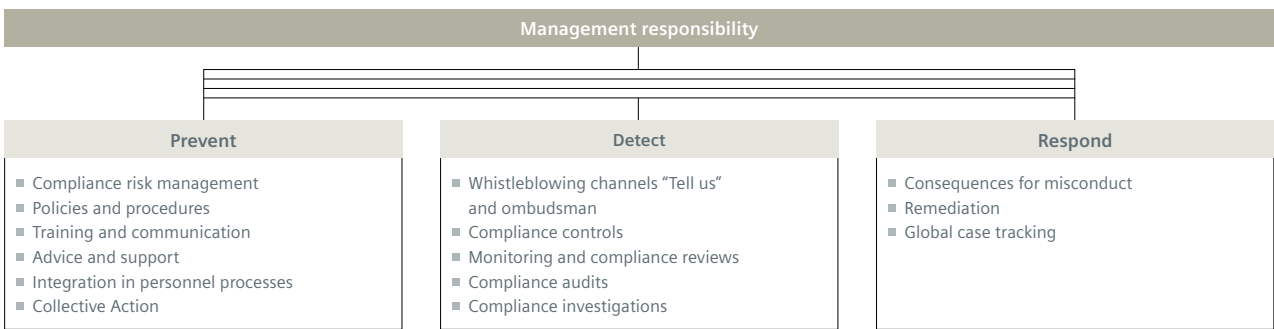 Management responsibility
Prevent
Compliance risk management
Policies and procedures
Training and communication
Advice and support
Integration in personnel processes
Collective Action
Detect
Whistleblowing channels “Tell us”
and ombudsman
Compliance controls
Monitoring and compliance reviews
Compliance audits
Compliance investigations
Respond
Consequences for misconduct
Remediation
Global case tracking